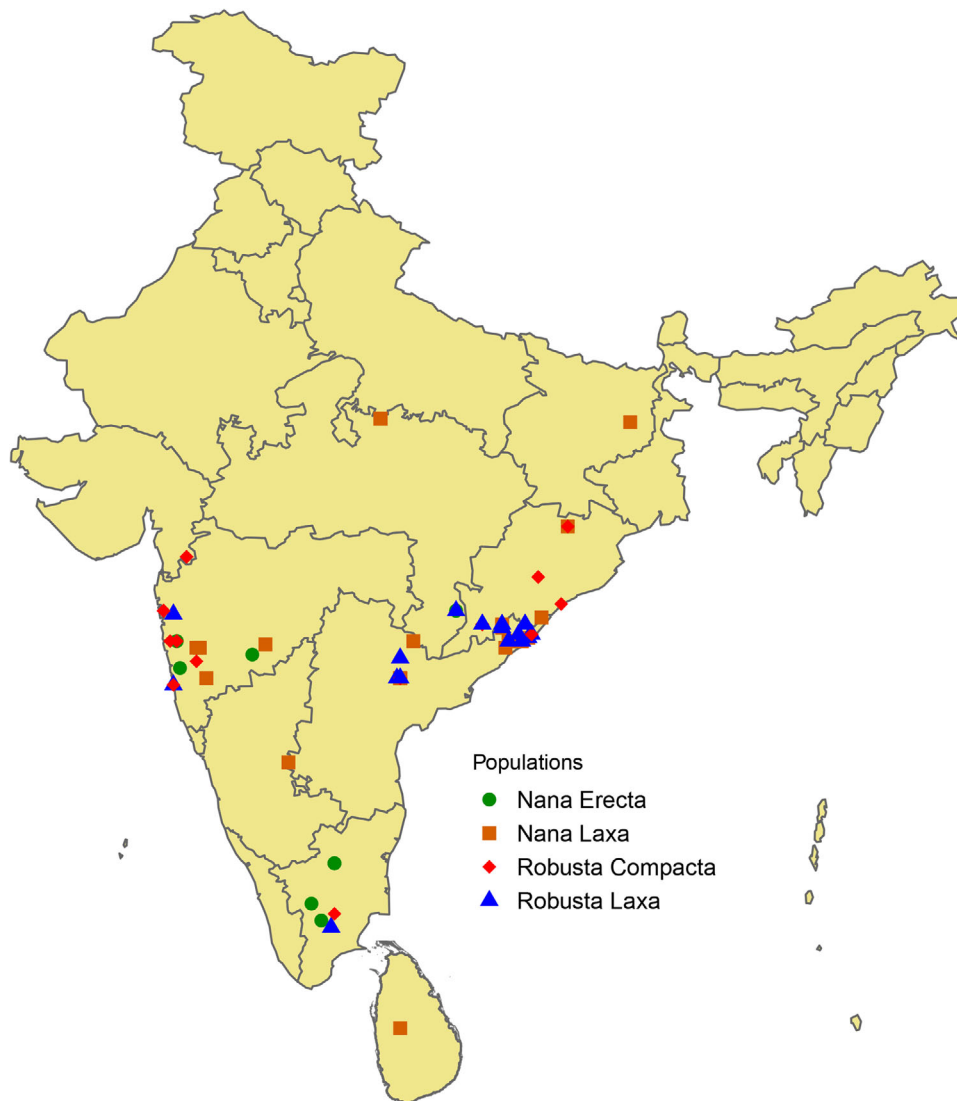 Populations
Nana Erecta
Nana Laxa
Robusta Compacta
Robusta Laxa